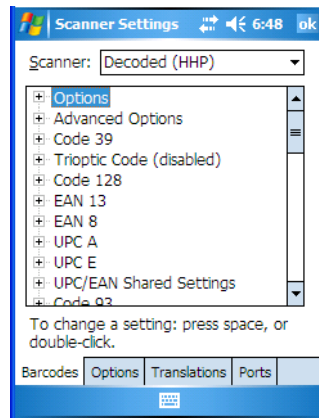 Scanner Settings 6:48 ok
Scanner: Decoded (HHP)
Options
Advanced Options
Code 39
Trioptic Code (disabled)
Code 128
EAN 13
EAN 8
UPC A
UPC E
UPC/EAN Shared Settings
Code 93
To change a setting: press space, or
double-click.
Barcodes Options Translations Ports